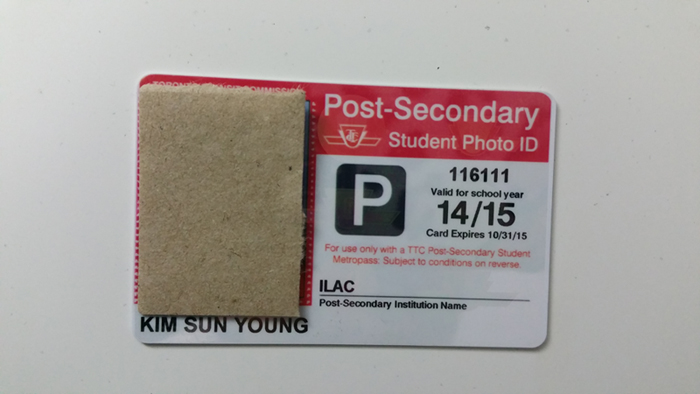 Post-Secondary
TTC
Student Photo ID
P
116111
Valid for school year
14/15
Card Expires 10/31/15
For use only with a TTC Post-Secondary Student
Metropass: Subject to conditions on reverse.
ILAC
Post-Secondary Institution Name
KIM SUN YOUNG